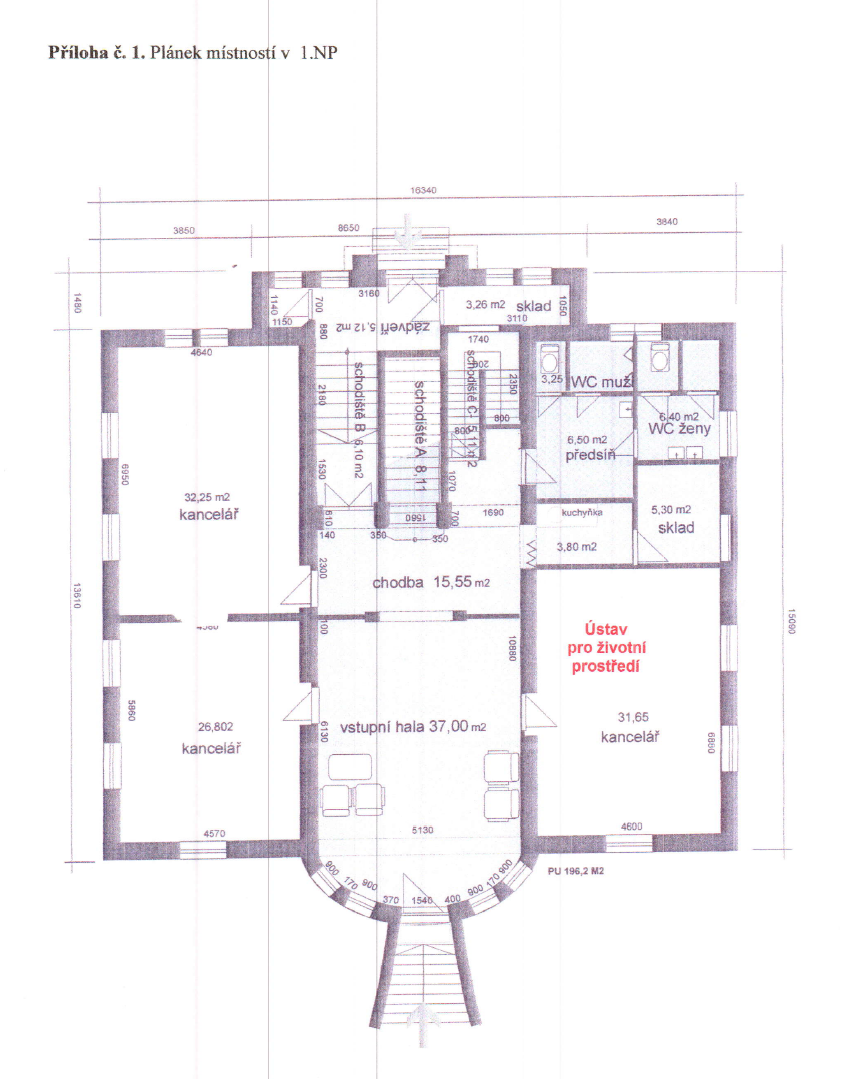 Příloha č. 1. Plánek místností v 1.NP
16340
3850
8650
3840
1480
1140
1150
700
880
3160
zádveří 5,12 m2
3,26 m2 sklad
3110
1050
4640
1740
2350
schodiště B 6,10 m2
2180
1530
schodiště A 8,11
schodiště C- 5,11 m2
800
808
3,25
WC muži
6,40 m2
WC ženy
6,50 m2
předsíň
6950
32,25 m2
kancelář
610
140
350
1560
350
1070
700
1690
kuchyňka
3,80 m2
5,30 m2
sklad
2300
chodba 15,55 m2
13610
15090
100
10880
Ústav
pro životní
prostředí
5860
26,802
kancelář
6130
vstupní hala 37,00 m2
31,65
kancelář
6880
4570
5130
4600
PU 196,2 M2
900
170
900
370
1540
400
900
170
900